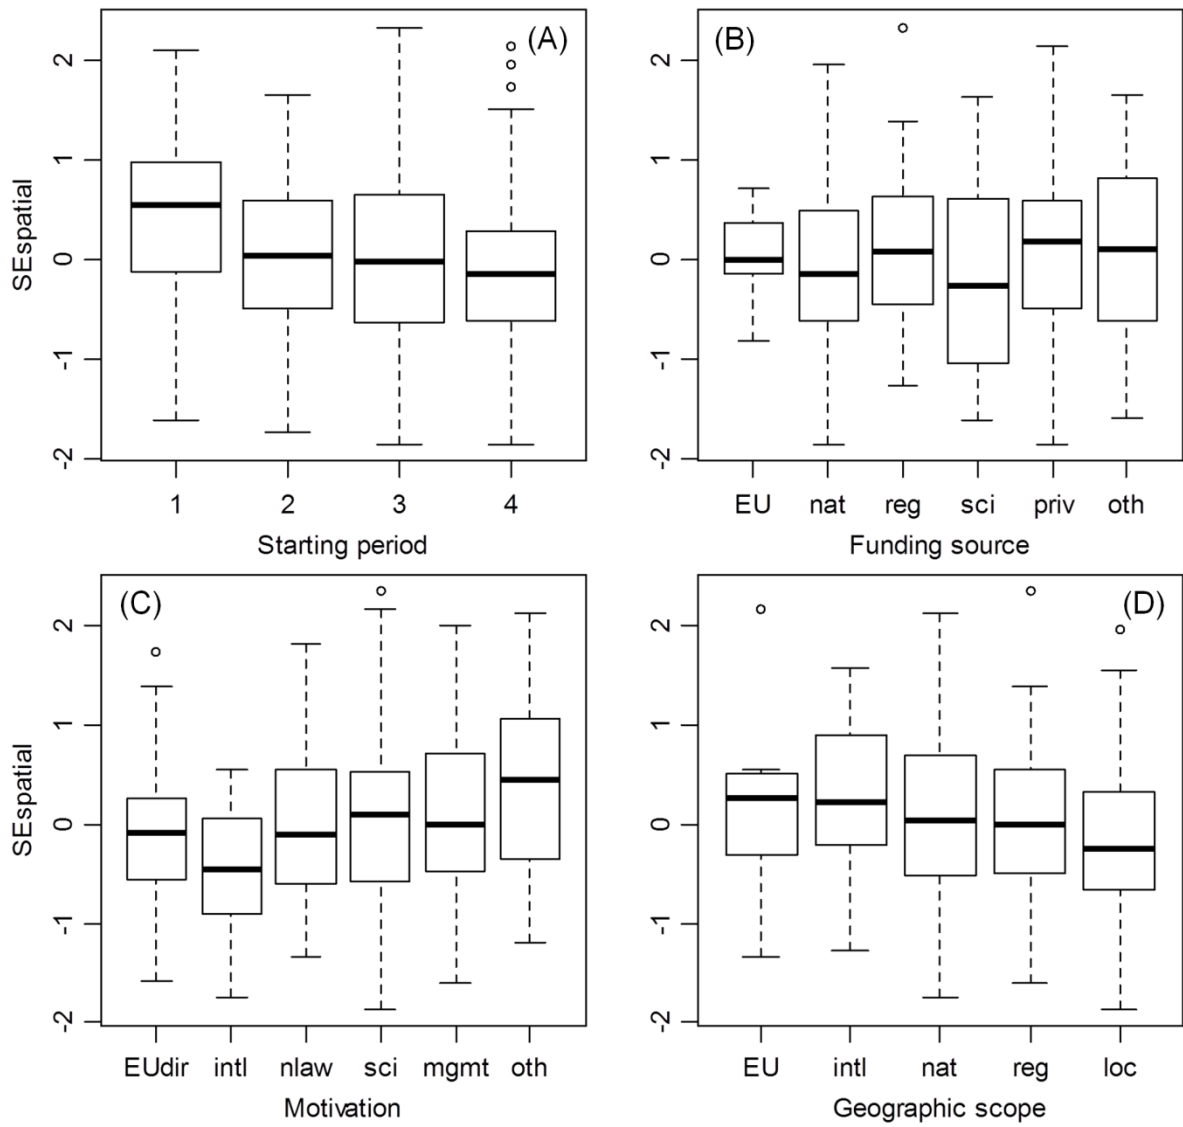 (A)
SEspatial
2
1
0
-1
-2
1 2 3 4
Starting period
(B)
2
1
0
-1
-2
EU nat reg sci priv oth
Funding source
(C)
SEspatial
2
1
0
-1
-2
EUdir intl nlaw sci mgmt oth
Motivation
(D)
2
1
0
-1
-2
EU intl nat reg loc
Geographic scope